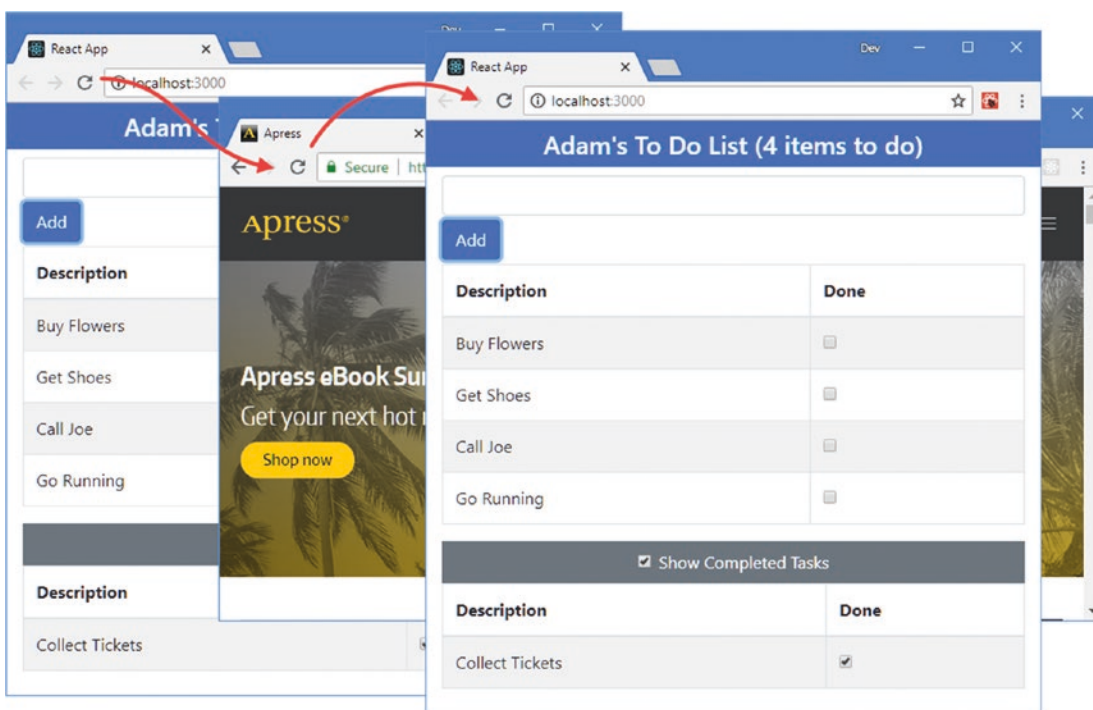 React App
localhost:3000
Adam's
Add
Description
Buy Flowers
Get Shoes
Call Joe
Go Running
Description
Collect Tickets
Apress
Secure | htt
Apress®
Apress eBook Su
Get your next hot
Shop now
Dev
React App
localhost:3000
Adam's To Do List (4 items to do)
Add
Description Done
Buy Flowers
Get Shoes
Call Joe
Go Running
Show Completed Tasks
Description Done
Collect Tickets